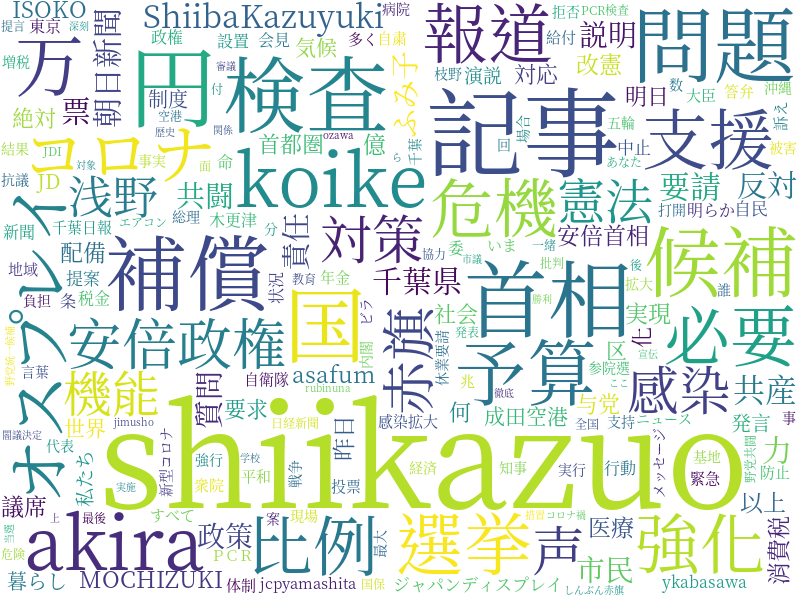 ISOKO
ShiibaKazuyuki
病院
拒否
PCR検査
提言
東京
深刻
政権
設置
会見
多く
自粛
給付
報道
説明
問題
増税
万
朝日新聞
円
検査
気候
枝野
演説
対応
改憲
数
大臣
答弁
沖縄
絶対
票
制度
審議
付
空港
歴史
関係
ozawa
ふみ子
記事
明日
支援
五輪
訴え
結果
JDI
対象
事実
面
命
首都圏
億
ら
千葉
回
場合
中止
あなた
被害
コロナ
抗議
JD
浅野
共闘
koike
危機
憲法
要請
反対
新聞
千葉日報
エアコン
総理
木更津
分
対策
協力
委
いま
一緒
市議
批判
後
打開
明らか
自民
安倍首相
地域
配備
提案
責任
状況
教育
年金
千葉県
拡大
誰
負担
条
税金
補償
国
ビラ
赤旗
首相
候補
オスプレイ
安倍政権
内閣
発表
勝利
社会
実現
化
必要
野党統一候補
言葉
機能
自衛隊
asafum
休業要請
予算
兆
参院選
区
宣伝
ここ
感染
共産
閣議決定
jimusho
世界
質問
要求
rubinuna
日経新聞
何
成田空港
徹底
感染拡大
与党
全国
支持
ニュース
発言
事
代表
私たち
新型コロナ
強行
学校
昨日
shiikazuo
メッセージ
基地
野党共闘
力
緊急
防止
実施
衆院
平和
戦争
投票
経済
知事
実行
行動
議席
上
最後
すべて
政策
案
現場
比例
最大
選挙
声
措置
コロナ禍
医療
強化
以上
消費税
当選
危険
akira
PCR
市民
暮らし
MOCHIZUKI
体制
国保
jcpyamashita
ジャパンディスプレイ
しんぶん赤旗
ykabasawa